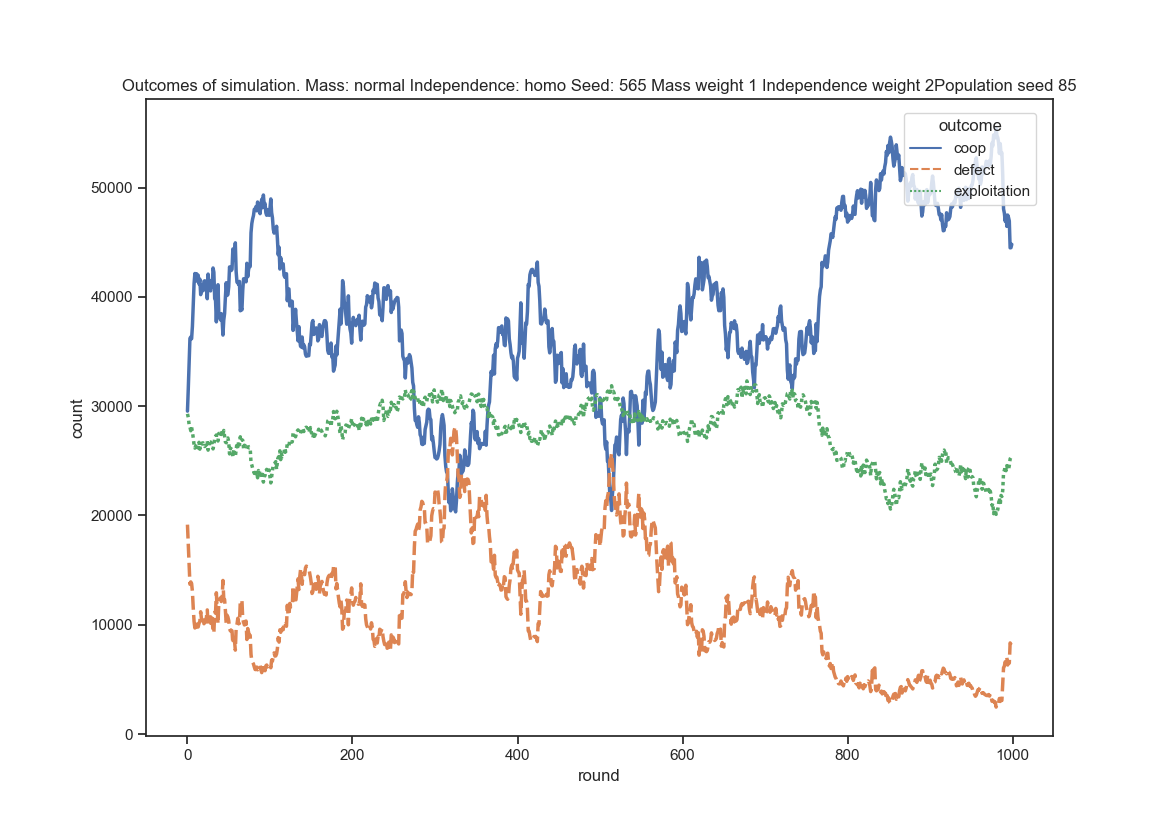 Outcomes of simulation. Mass: normal Independence: homo Seed: 565 Mass weight 1 Independence weight 2Population seed 85
outcome
coop
defect
exploitation
50000
40000
30000
20000
10000
0
count
0 200 400 600 800 1000
round